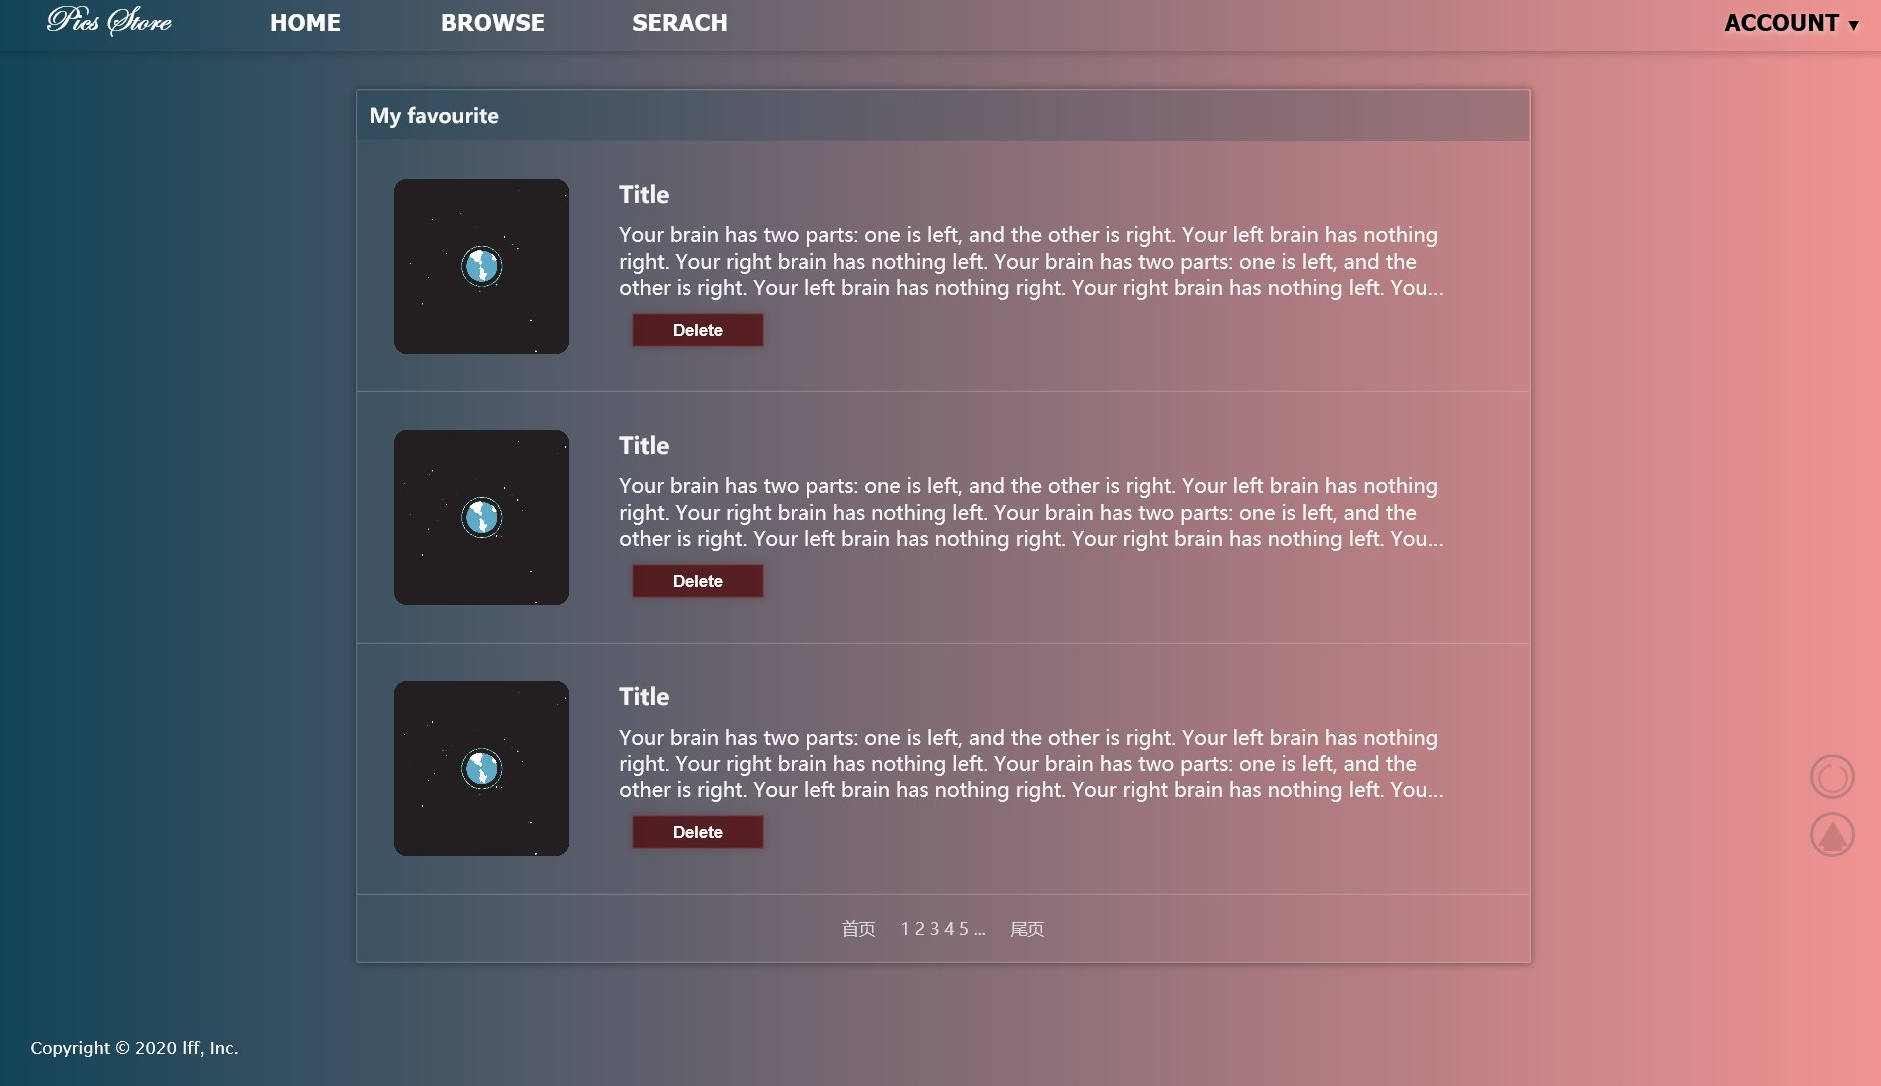 Pics Store
HOME
BROWSE
SERACH
ACCOUNT ▼
My favourite
Title
Your brain has two parts: one is left, and the other is right. Your left brain has nothing
right. Your right brain has nothing left. Your brain has two parts: one is left, and the
other is right. Your left brain has nothing right. Your right brain has nothing left. You...
Delete
Title
Your brain has two parts: one is left, and the other is right. Your left brain has nothing
right. Your right brain has nothing left. Your brain has two parts: one is left, and the
other is right. Your left brain has nothing right. Your right brain has nothing left. You...
Delete
Title
Your brain has two parts: one is left, and the other is right. Your left brain has nothing
right. Your right brain has nothing left. Your brain has two parts: one is left, and the
other is right. Your left brain has nothing right. Your right brain has nothing left. You...
Delete
首页 1 2 3 4 5 ... 尾页
Copyright © 2020 lff, Inc.